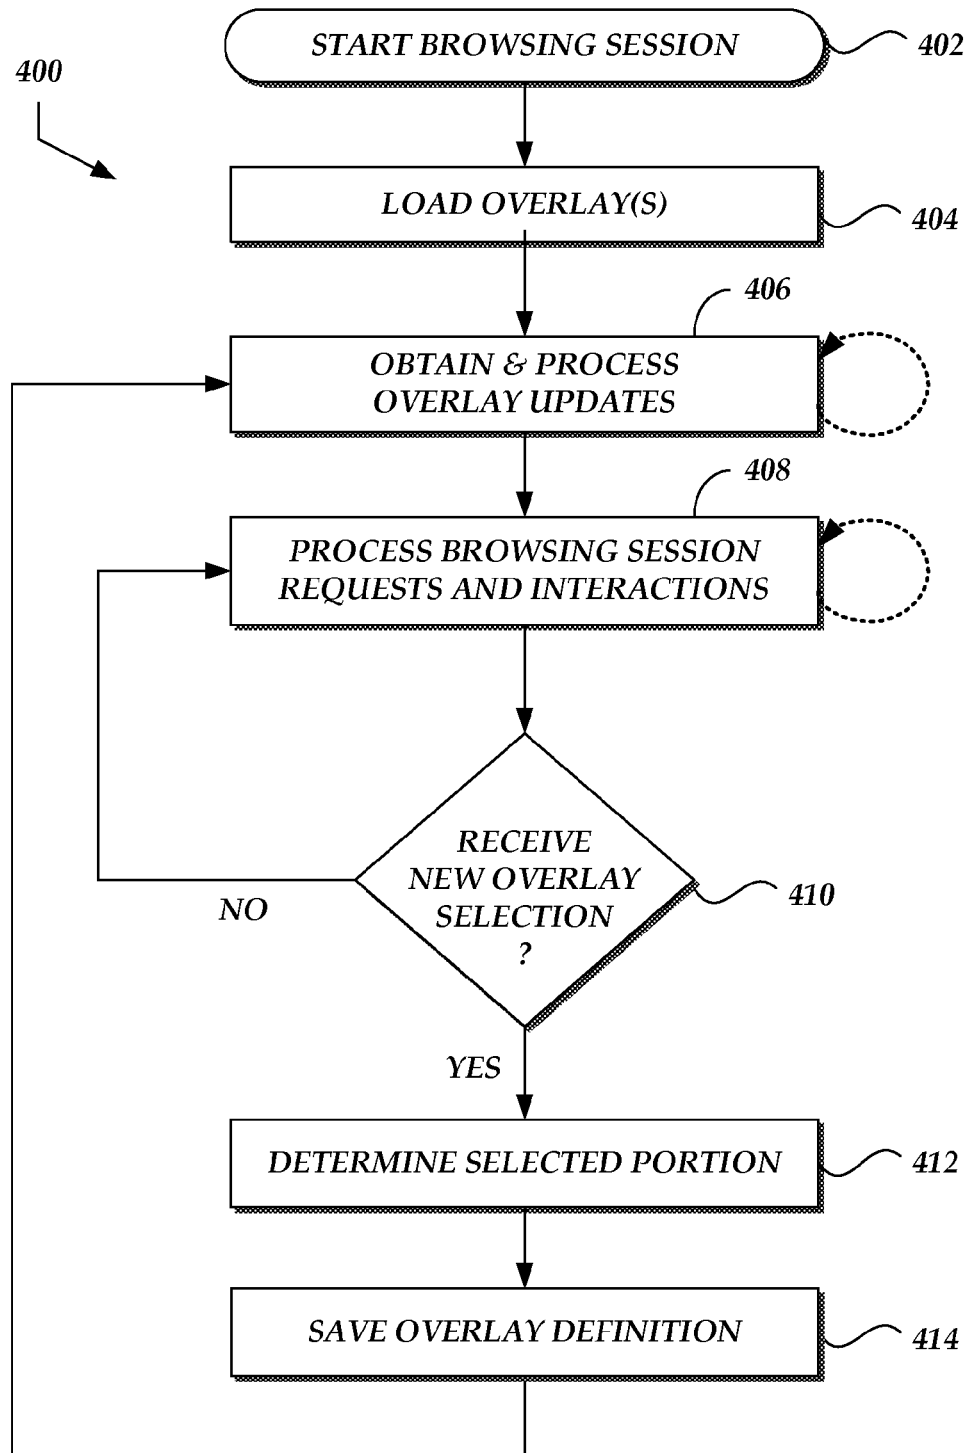 START BROWSING SESSION
402
400
LOAD OVERLAY(S)
404
406
OBTAIN & PROCESS
OVERLAY UPDATES
408
PROCESS BROWSING SESSION
REQUESTS AND INTERACTIONS
RECEIVE
NEW OVERLAY
SELECTION
?
410
NO
YES
DETERMINE SELECTED PORTION
412
SAVE OVERLAY DEFINITION
414